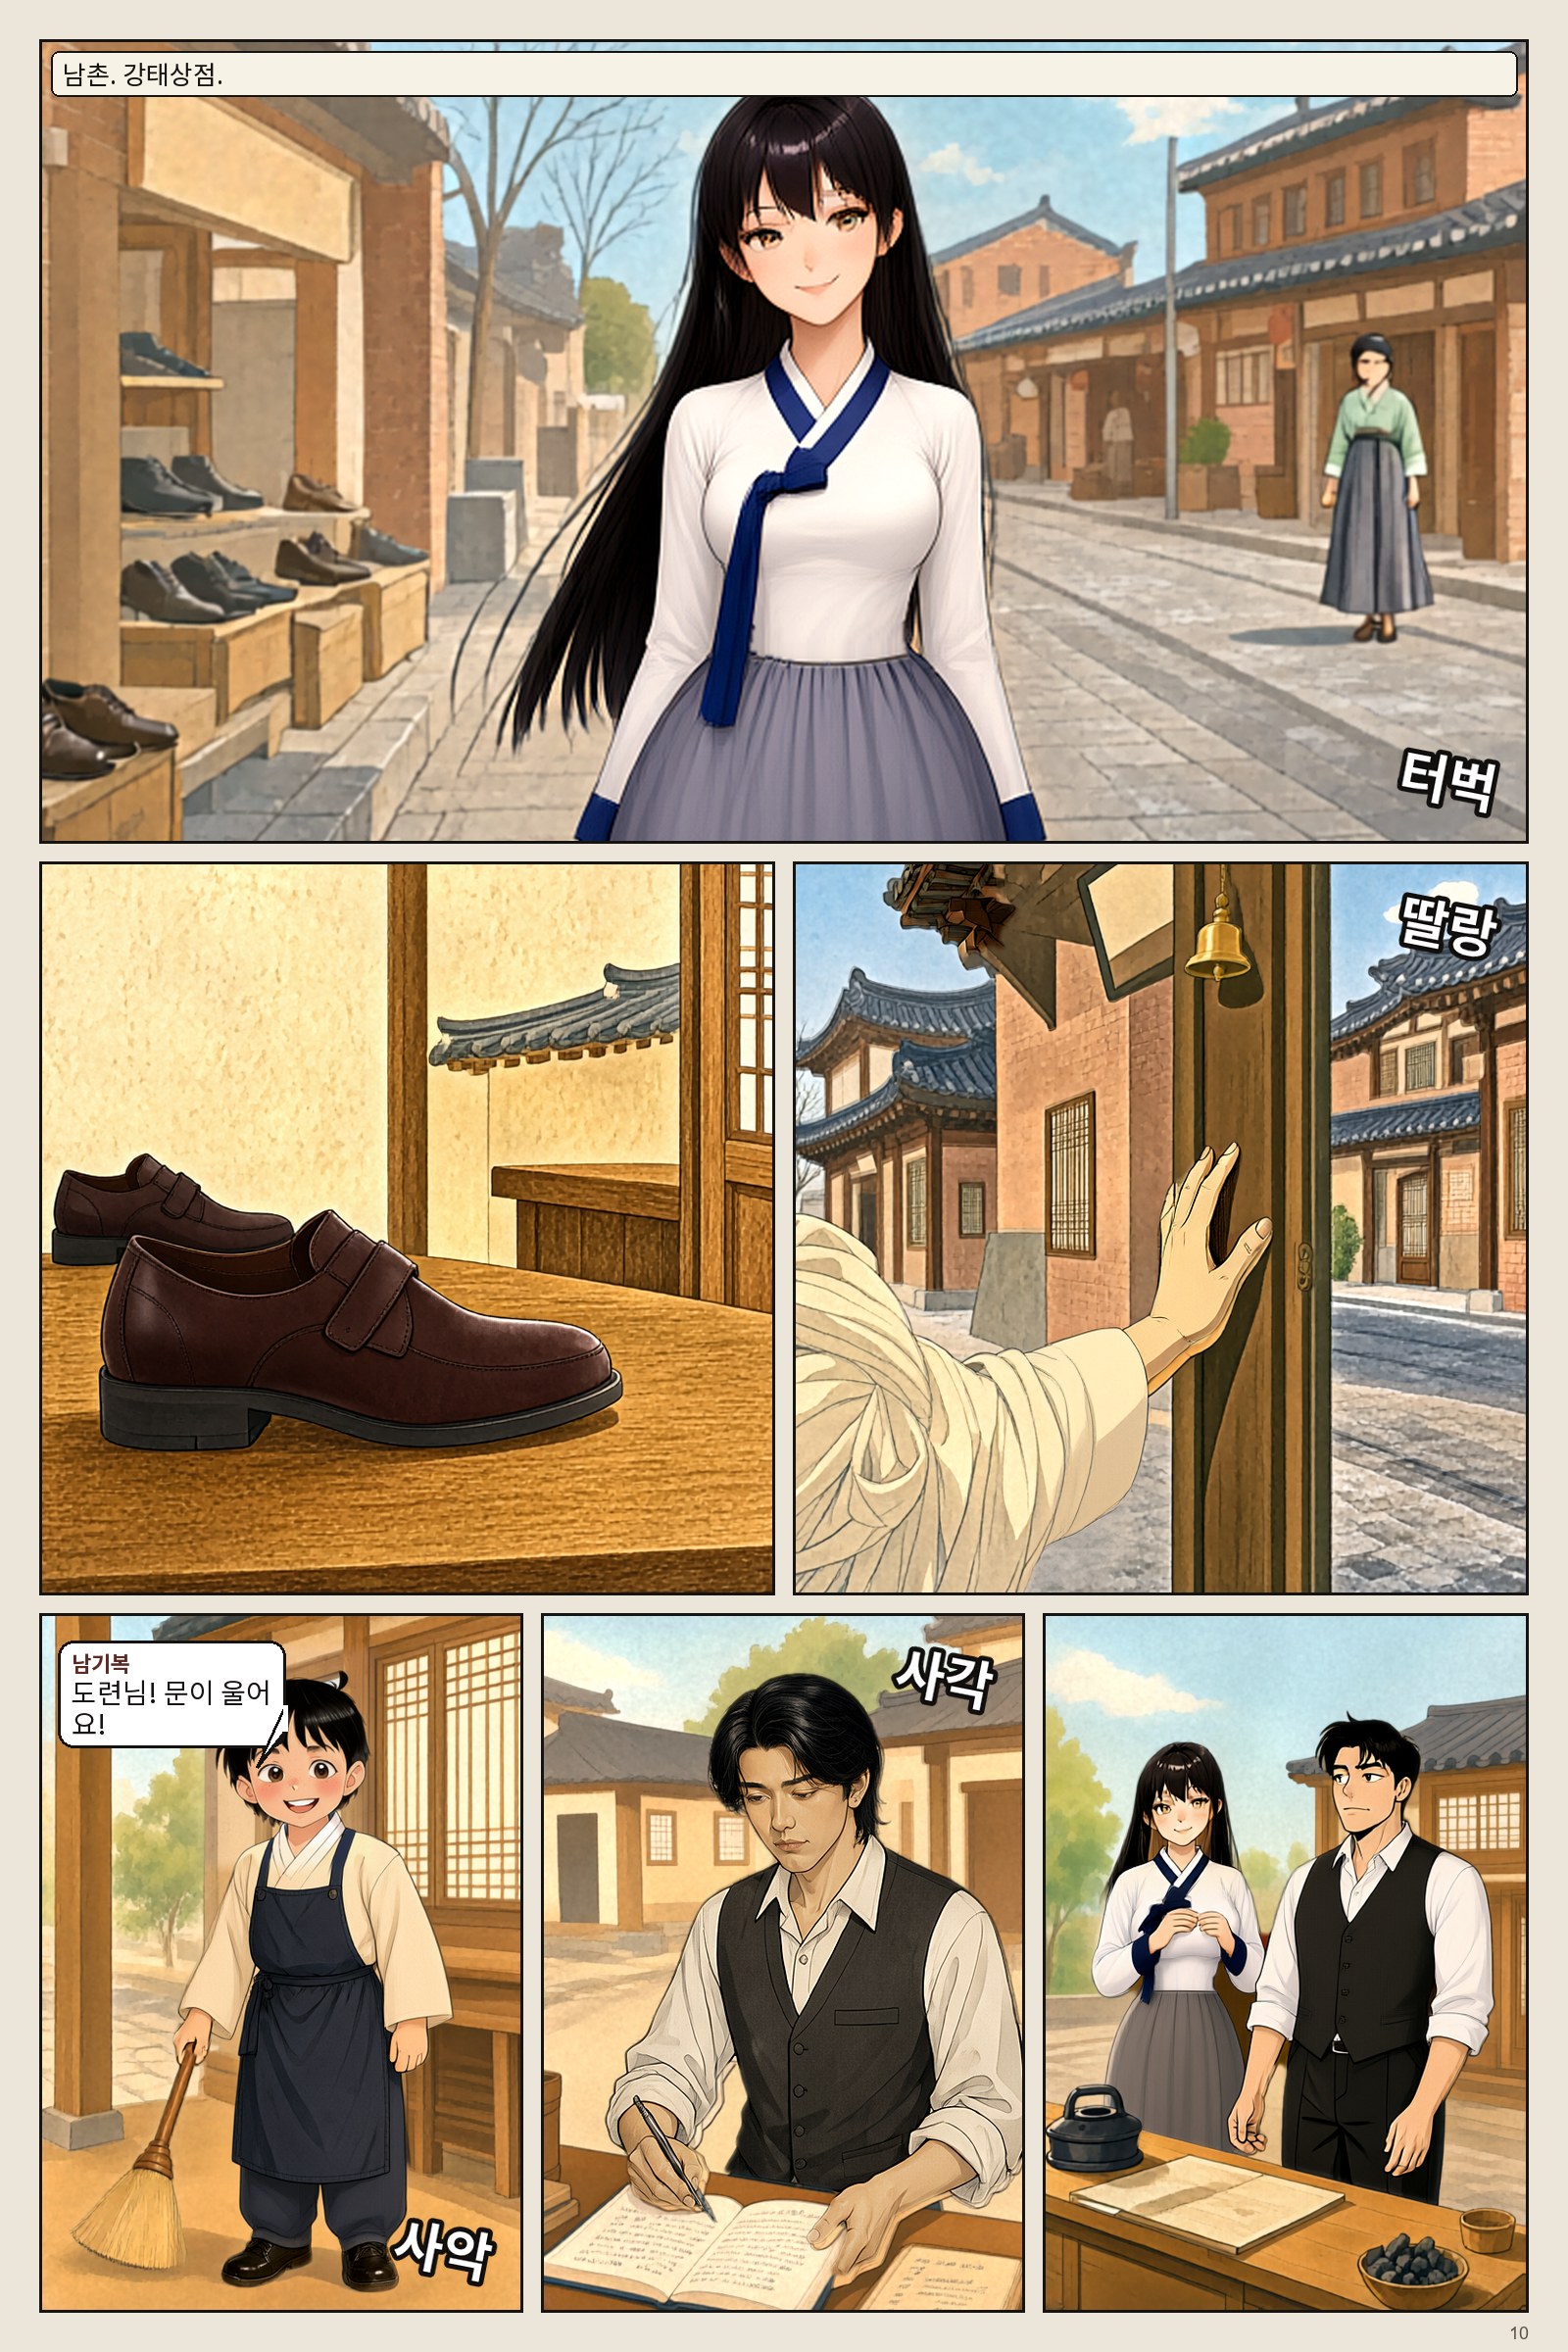 남촌. 강태상점.
터벅
딸랑
남기복
도련님! 문이 울어
요!
사악
사각
10